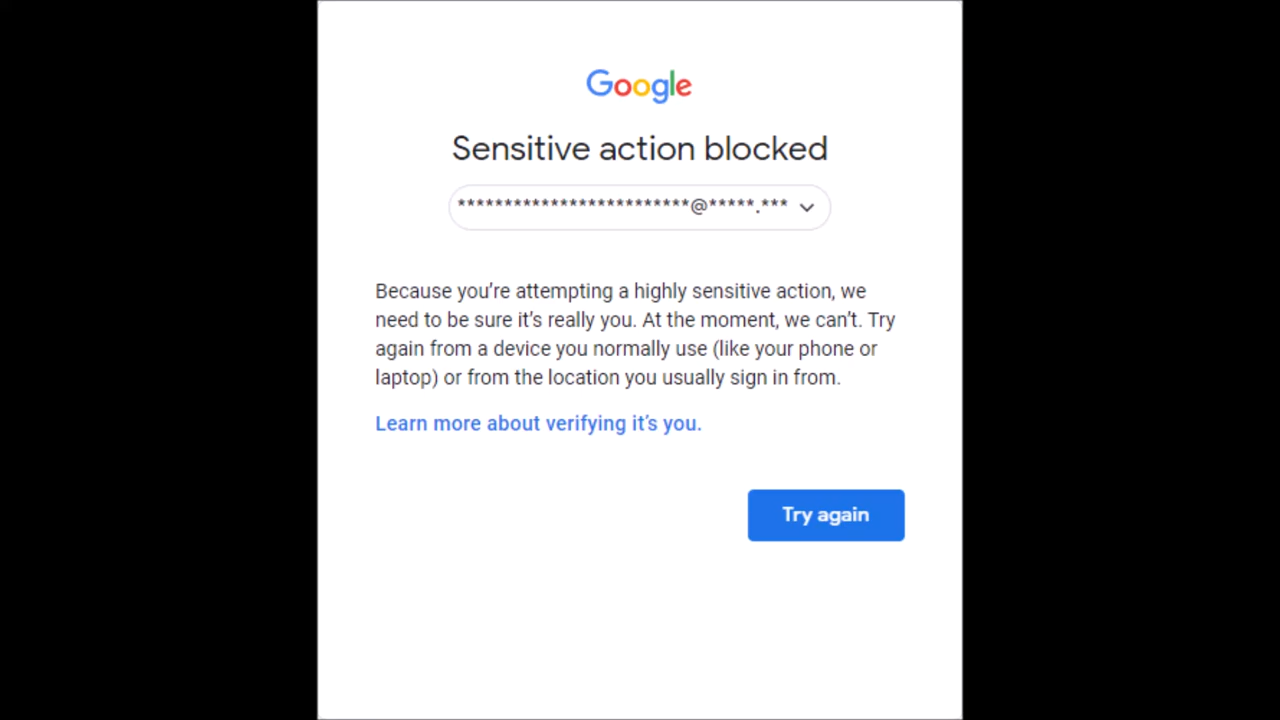 Google
Sensitive action blocked
*************************@*****.***
Because you’re attempting a highly sensitive action, we
need to be sure it’s really you. At the moment, we can’t. Try
again from a device you normally use (like your phone or
laptop) or from the location you usually sign in from.
Learn more about verifying it’s you.
Try again